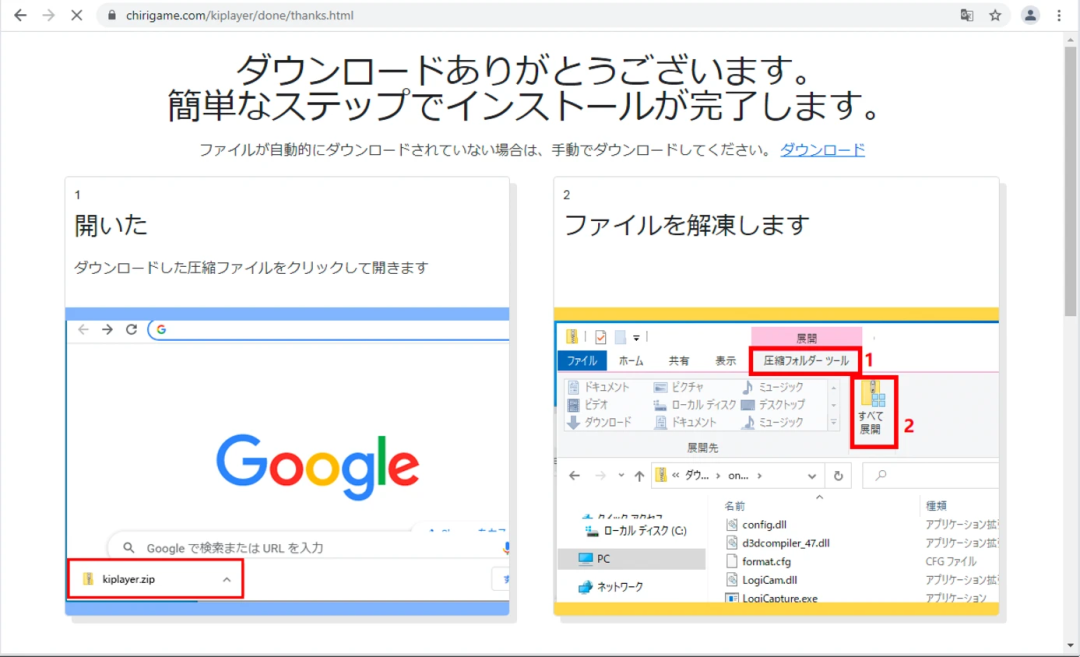 chirigame.com/kiplayer/done/thanks.html
ダウンロードありがとうございます。
簡単なステップでインストールが完了します。
ファイルが自動的にダウンロードされていない場合は、手動でダウンロードしてください。 ダウンロード
1
開いた
ダウンロードした圧縮ファイルをクリックして開きます
Google
Google で検索または URL を入力
kiplayer.zip
2
ファイルを解凍します
展開
ファイル ホーム 共有 表示 圧縮フォルダー ツール 1
ドキュメント ピクチャ ミュージック
ビデオ ローカル ディスク デスクトップ
ダウンロード ドキュメント ミュージック
すべて
展開
2
展開先
« ダウ... › on... ›
名前 種類
クイック アクセス
ローカル ディスク (C:)
PC
ネットワーク
config.dll アプリケーション拡
d3dcompiler_47.dll アプリケーション拡
format.cfg CFG ファイル
LogiCam.dll アプリケーション拡
LogiCapture.exe アプリケーション